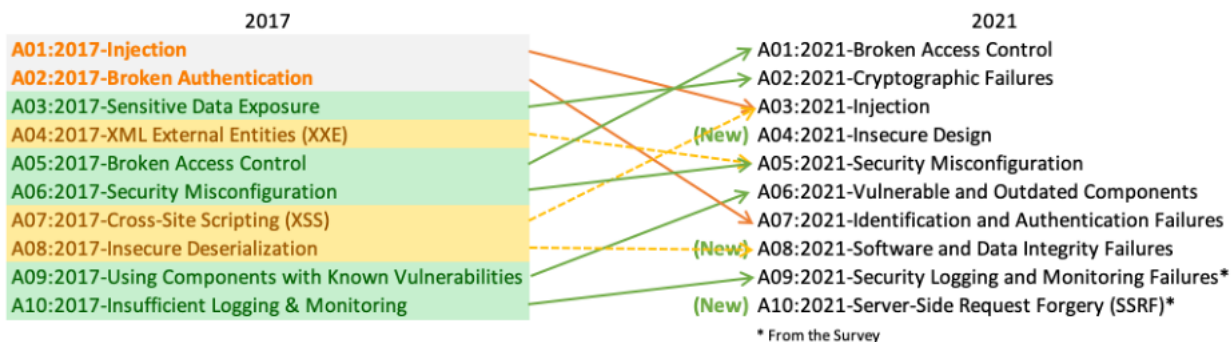 2017
2021
A01:2017-Injection
A02:2017-Broken Authentication
A03:2017-Sensitive Data Exposure
A04:2017-XML External Entities (XXE)
A05:2017-Broken Access Control
A06:2017-Security Misconfiguration
A07:2017-Cross-Site Scripting (XSS)
A08:2017-Insecure Deserialization
A09:2017-Using Components with Known Vulnerabilities
A10:2017-Insufficient Logging & Monitoring
A01:2021-Broken Access Control
A02:2021-Cryptographic Failures
A03:2021-Injection
(New) A04:2021-Insecure Design
A05:2021-Security Misconfiguration
A06:2021-Vulnerable and Outdated Components
A07:2021-Identification and Authentication Failures
(New) A08:2021-Software and Data Integrity Failures
A09:2021-Security Logging and Monitoring Failures*
(New) A10:2021-Server-Side Request Forgery (SSRF)*
* From the Survey